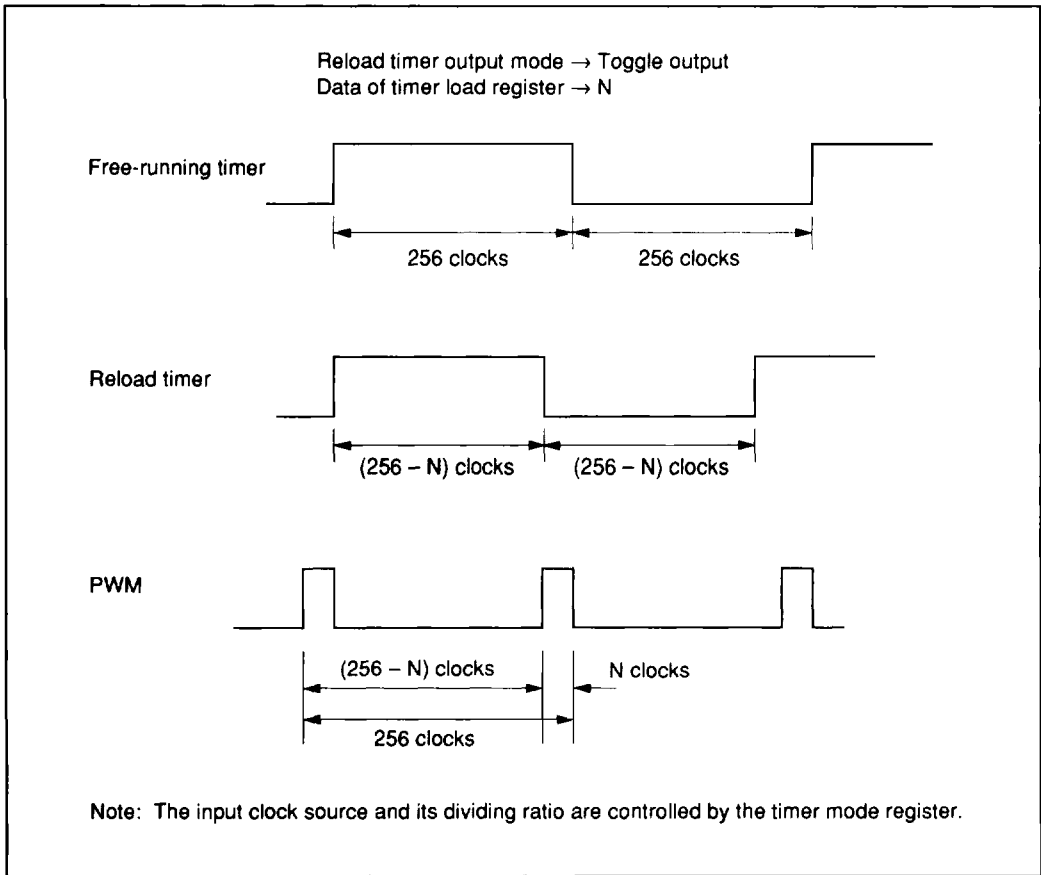 Reload timer output mode → Toggle output
Data of timer load register → N
Free-running timer
256 clocks
256 clocks
Reload timer
(256 – N) clocks
(256 – N) clocks
PWM
(256 – N) clocks
N clocks
256 clocks
Note: The input clock source and its dividing ratio are controlled by the timer mode register.